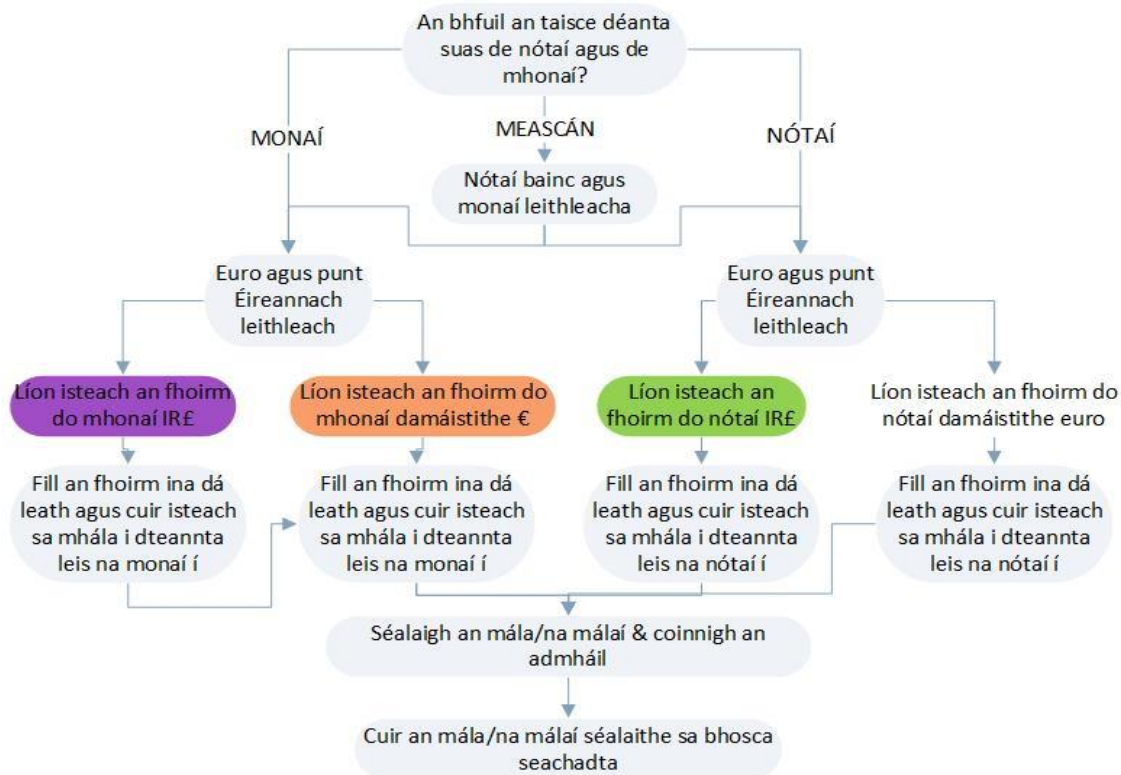 An bhfuil an taisce déanta
suas de nótaí agus de
mhonaí?
MONAÍ
MEASCÁN
NÓTAÍ
Nótaí bainc agus
monaí leithleacha
Euro agus punt
Éireannach
leithleach
Euro agus punt
Éireannach
leithleach
Líon isteach an fhoirm
do mhonaí IR£
Líon isteach an fhoirm do
mhonaí damáistithe €
Líon isteach an
fhoirm do nótaí IR£
Líon isteach an fhoirm do
nótaí damáistithe euro
Fill an fhoirm ina dá
leath agus cuir isteach
sa mhála i dteannta
leis na monaí í
Fill an fhoirm ina dá
leath agus cuir isteach
sa mhála i dteannta
leis na monaí í
Fill an fhoirm ina dá
leath agus cuir isteach
sa mhála i dteannta
leis na nótaí í
Fill an fhoirm ina dá
leath agus cuir isteach
sa mhála i dteannta
leis na nótaí í
Séalaigh an mála/na málaí & coinnigh an
admháil
Cuir an mála/na málaí séalaithe sa bhosca
seachadta